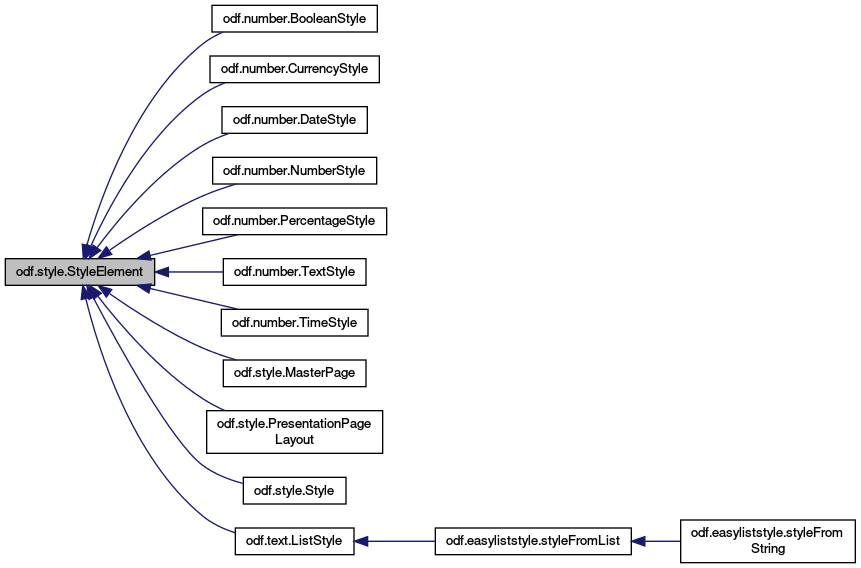 odf.number.BooleanStyle
odf.number.CurrencyStyle
odf.number.DateStyle
odf.number.NumberStyle
odf.number.PercentageStyle
odf.style.StyleElement
odf.number.TextStyle
odf.number.TimeStyle
odf.style.MasterPage
odf.style.PresentationPage
Layout
odf.style.Style
odf.text.ListStyle
odf.easyliststyle.styleFromList
odf.easyliststyle.styleFrom
String